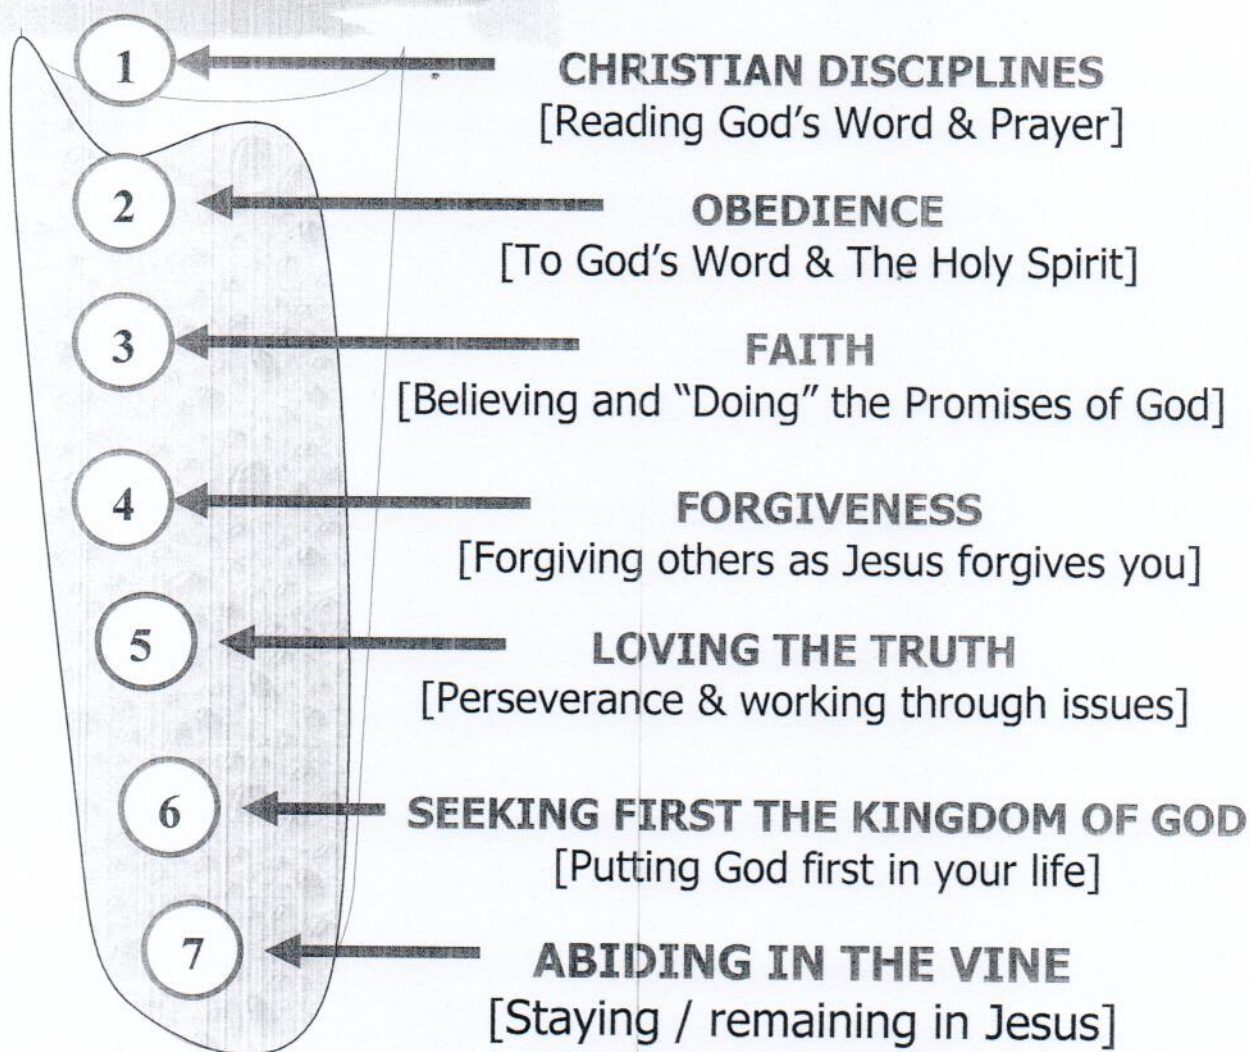 1
CHRISTIAN DISCIPLINES
[Reading God's Word & Prayer]
2
OBEDIENCE
[To God's Word & The Holy Spirit]
3
FAITH
[Believing and “Doing” the Promises of God]
4
FORGIVENESS
[Forgiving others as Jesus forgives you]
5
LOVING THE TRUTH
[Perseverance & working through issues]
6
SEEKING FIRST THE KINGDOM OF GOD
[Putting God first in your life]
7
ABIDING IN THE VINE
[Staying / remaining in Jesus]